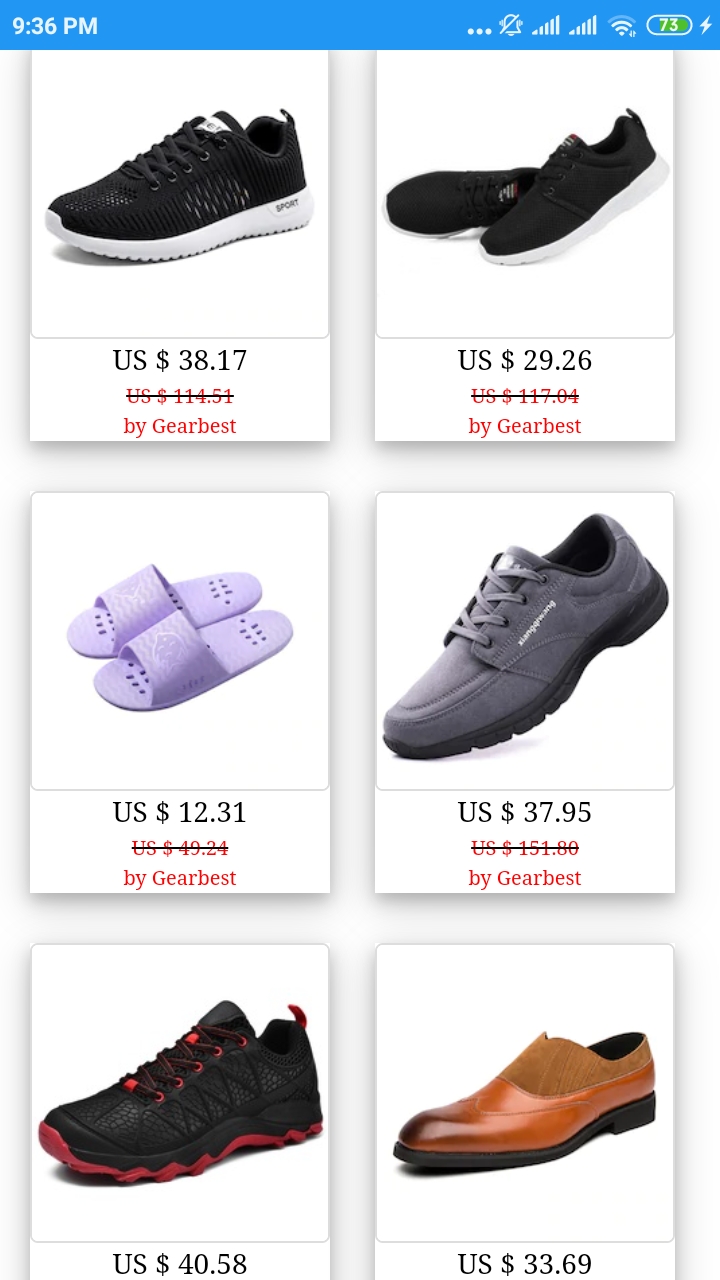 9:36 PM
73
SPORT
US $ 38.17
US $ 114.51
by Gearbest
US $ 29.26
US $ 117.04
by Gearbest
xiangqiwang
US $ 12.31
US $ 49.24
by Gearbest
US $ 37.95
US $ 151.80
by Gearbest
US $ 40.58
US $ 33.69